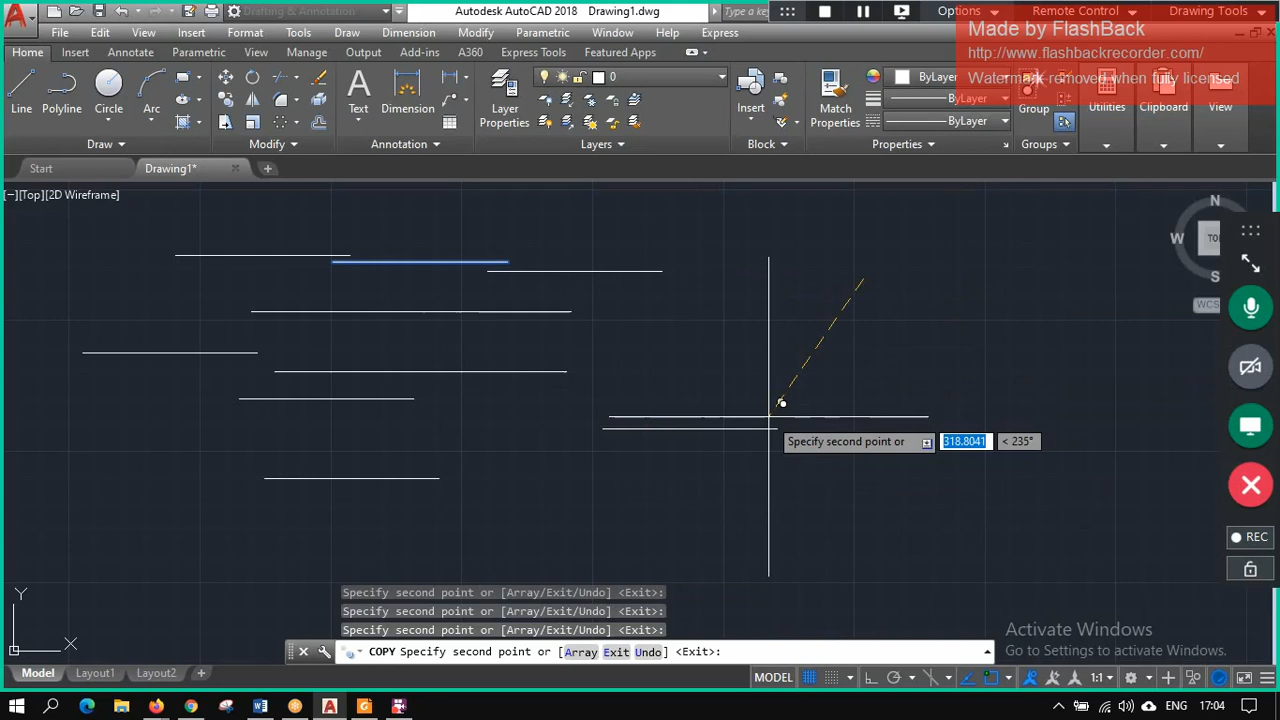 Drafting & Annotation
Autodesk AutoCAD 2018 Drawing1.dwg
Type a key
Options
Remote Control
Drawing Tools
File Edit View Insert Format Tools Draw Dimension Modify Parametric Window Help Express
Made by FlashBack
http://www.flashbackrecorder.com/
Watermark removed when fully licensed
Home Insert Annotate Parametric View Manage Output Add-ins A360 Express Tools Featured Apps
0
ByLayer
ByLayer
ByLayer
Line Polyline Circle Arc
Text Dimension
Layer
Properties
Insert
Match
Properties
Group
Utilities
Clipboard
View
Draw
Modify
Annotation
Layers
Block
Properties
Groups
Start
Drawing1*
[−][Top][2D Wireframe]
N
W
TOP
S
WCS
Specify second point or
318.8041
< 235°
REC
Specify second point or [Array/Exit/Undo] <Exit>:
Specify second point or [Array/Exit/Undo] <Exit>:
Specify second point or [Array/Exit/Undo] <Exit>:
COPY Specify second point or [Array Exit Undo] <Exit>:
Y
X
Activate Windows
Go to Settings to activate Windows.
Model Layout1 Layout2
MODEL
1:1
ENG
17:04